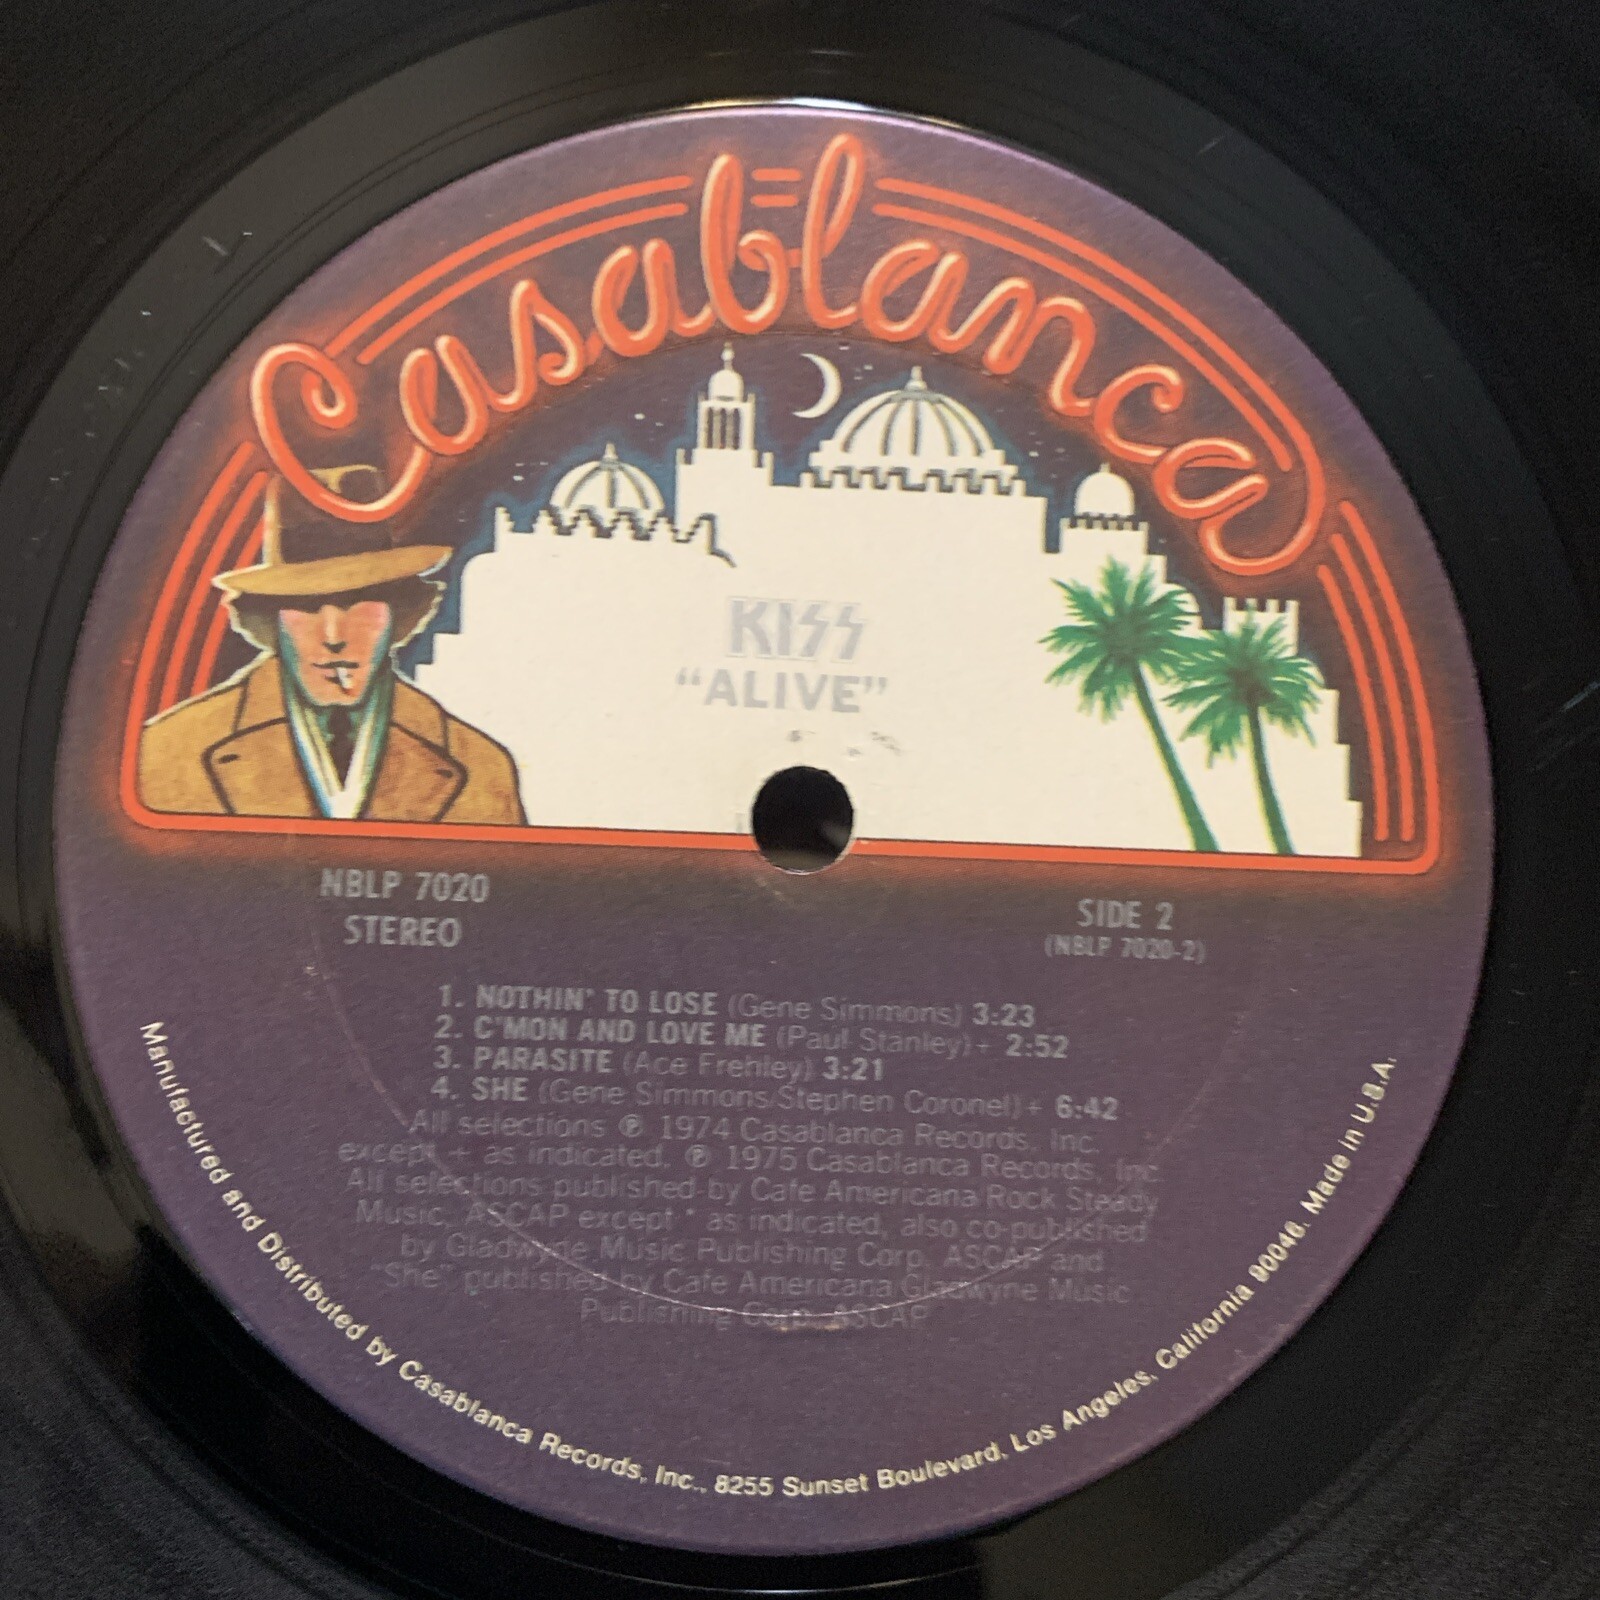 Casablanca
KISS
“ALIVE”
NBLP 7020
STEREO
SIDE 2
(NBLP 7020-2)
1. NOTHIN' TO LOSE (Gene Simmons) 3:23
2. C'MON AND LOVE ME (Paul Stanley)+ 2:52
3. PARASITE (Ace Frehley) 3:21
4. SHE (Gene Simmons/Stephen Coronel)+ 6:42
All selections ℗ 1974 Casablanca Records, Inc.
except + as indicated. ℗ 1975 Casablanca Records, Inc
All selections published by Cafe Americana Rock Steady
Music, ASCAP except * as indicated, also co-published
by Gladwyne Music Publishing Corp. ASCAP and
"She" published by Cafe Americana Gladwyne Music
Publishing Corp. ASCAP
Manufactured and Distributed by Casablanca Records, Inc., 8255 Sunset Boulevard, Los Angeles, California 90046. Made in U.S.A.